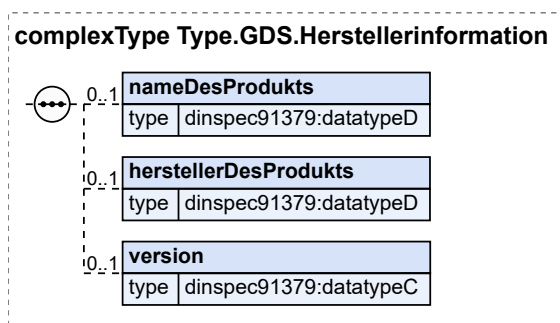 complexType Type.GDS.Herstellerinformation
0..1 nameDesProdukts
type dinspec91379:datatypeD
0..1 herstellerDesProdukts
type dinspec91379:datatypeD
0..1 version
type dinspec91379:datatypeC